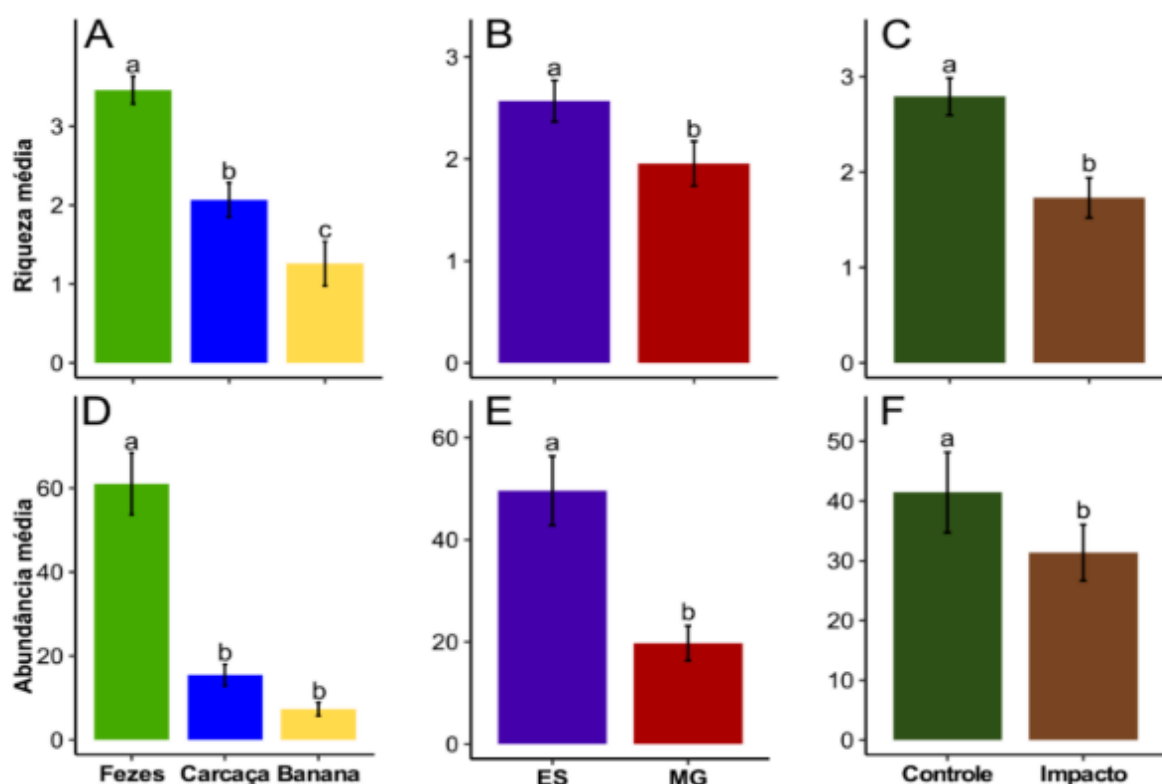 A
B
C
Riqueza média
3
2
1
0
a
b
c
3
2
1
0
a
b
3
2
1
0
a
b
D
E
F
Abundância média
60
40
20
0
a
b
b
60
40
20
0
a
b
50
40
30
20
10
0
a
b
Fezes Carcaça Banana
ES MG
Controle Impacto